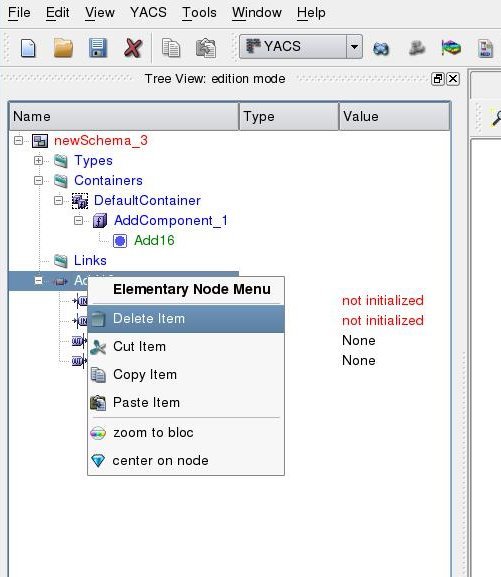 File Edit View YACS Tools Window Help
YACS
Tree View: edition mode
Name Type Value
newSchema_3
Types
Containers
DefaultContainer
AddComponent_1
Add16
Links
Elementary Node Menu
Delete Item
not initialized
not initialized
Cut Item
None
None
Copy Item
Paste Item
zoom to bloc
center on node